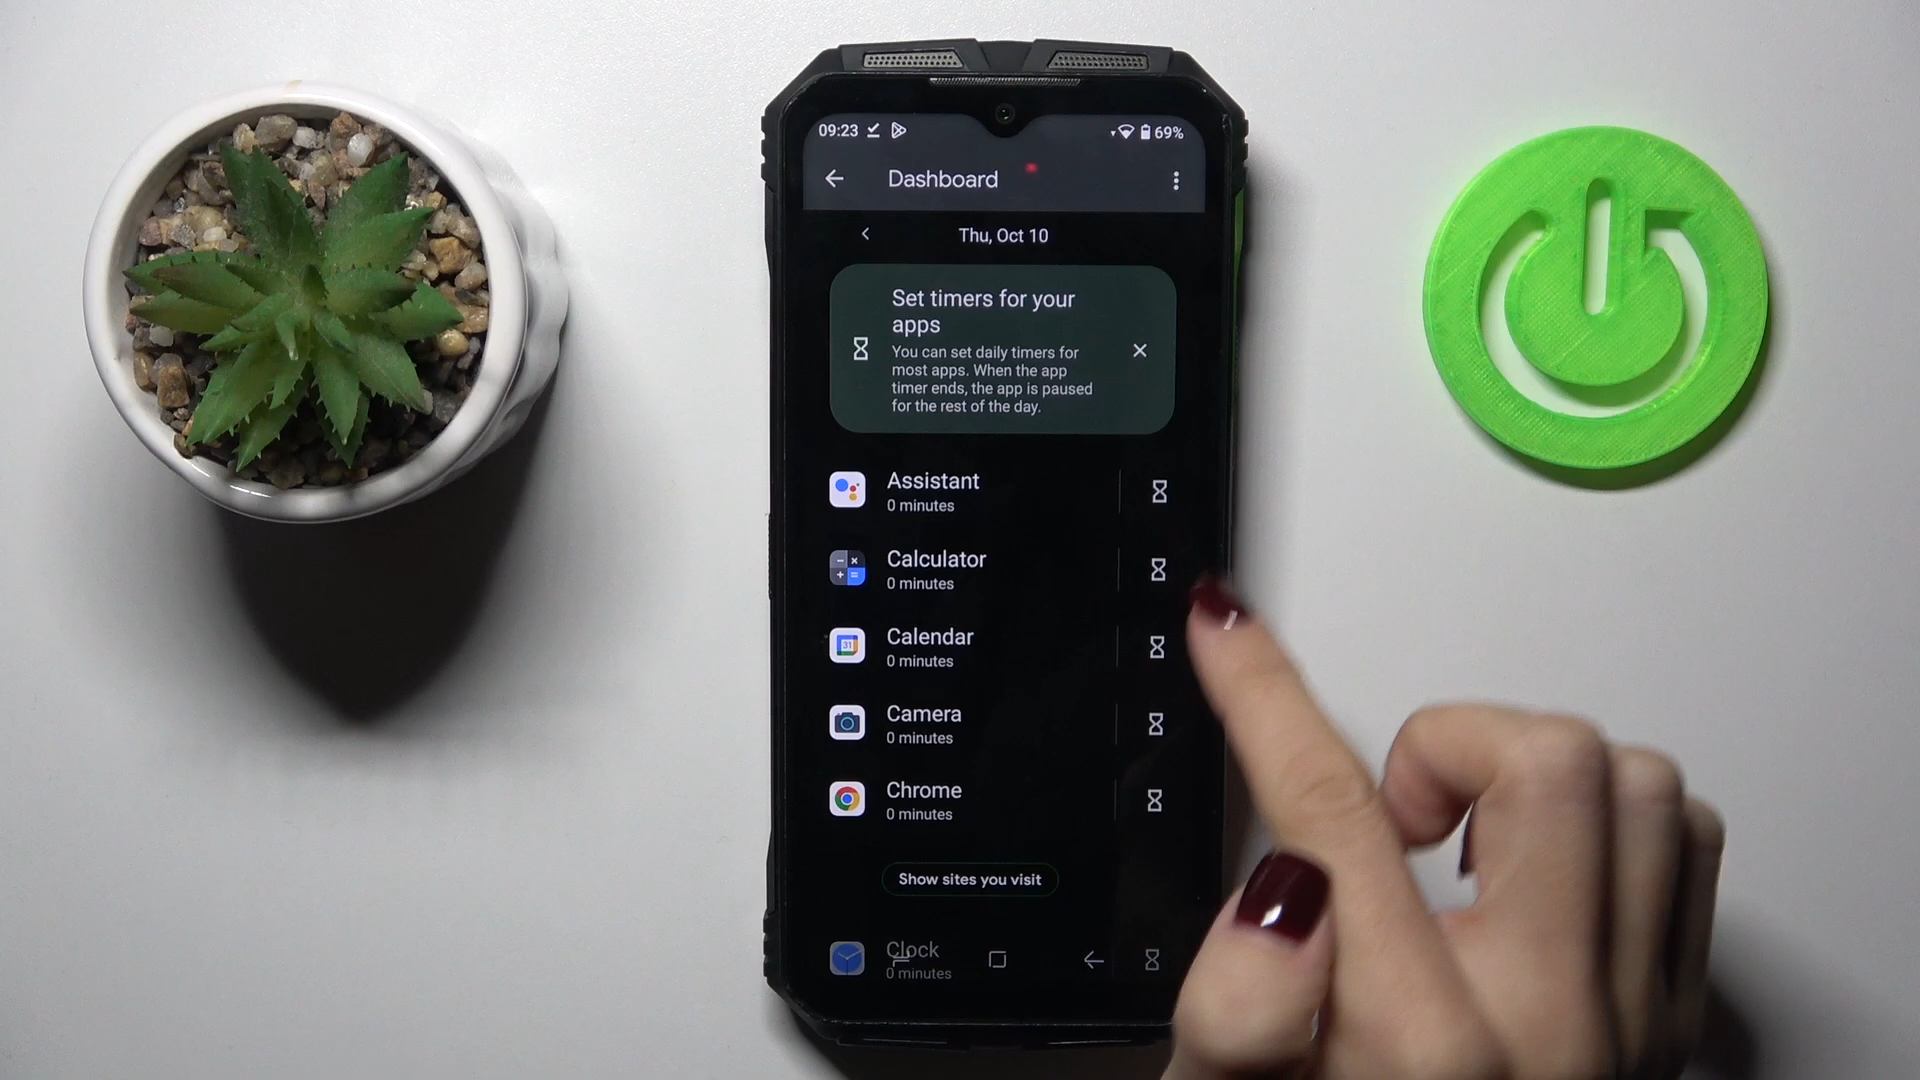 09:23 69%
Dashboard
Thu, Oct 10
Set timers for your
apps
You can set daily timers for
most apps. When the app
timer ends, the app is paused
for the rest of the day.
Assistant
0 minutes
Calculator
0 minutes
Calendar
0 minutes
31
Camera
0 minutes
Chrome
0 minutes
Show sites you visit
Clock
0 minutes